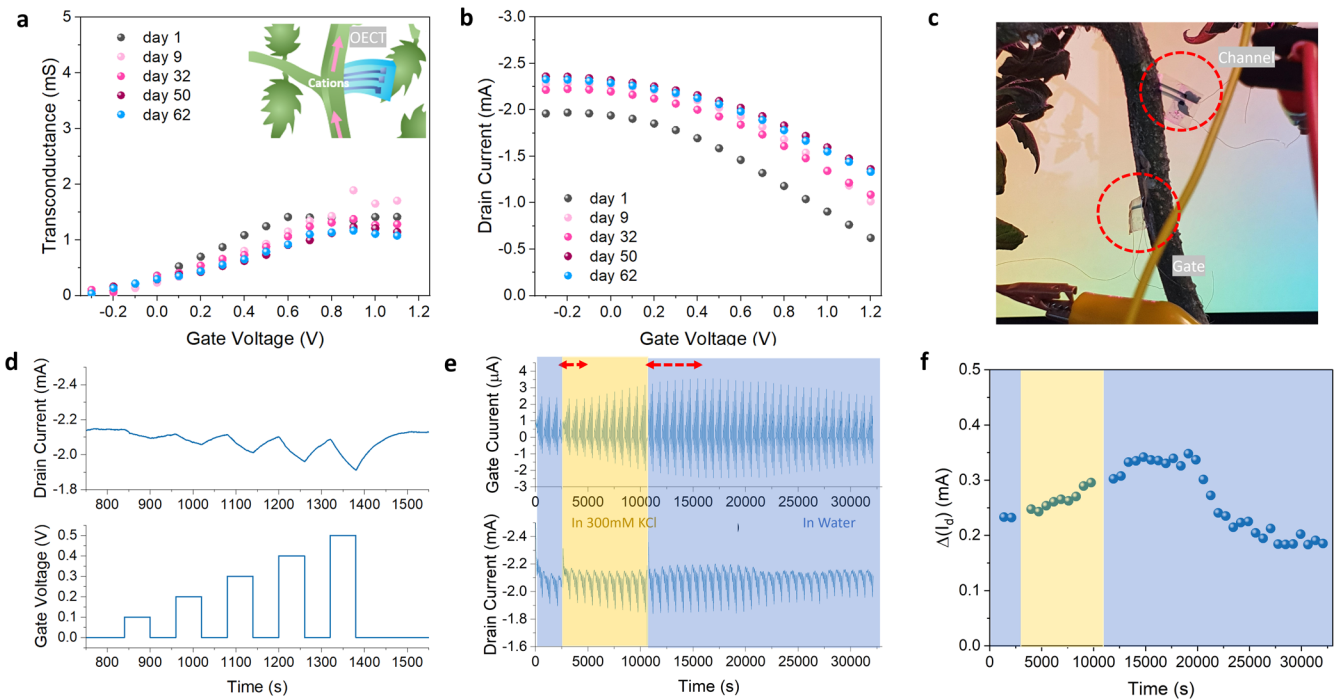 a
Transconductance (mS)
5
4
3
2
1
0
day 1
day 9
day 32
day 50
day 62
OECT
Cations
-0.2 0.0 0.2 0.4 0.6 0.8 1.0 1.2
Gate Voltage (V)
b
Drain Current (mA)
-3.0
-2.5
-2.0
-1.5
-1.0
-0.5
0.0
day 1
day 9
day 32
day 50
day 62
-0.2 0.0 0.2 0.4 0.6 0.8 1.0 1.2
Gate Voltage (V)
c
Channel
Gate
d
Drain Current (mA)
-2.4
-2.2
-2.0
-1.8
800 900 1000 1100 1200 1300 1400 1500
Gate Voltage (V)
0.5
0.4
0.3
0.2
0.1
0.0
800 900 1000 1100 1200 1300 1400 1500
Time (s)
e
Gate Cuurent (μA)
4
3
2
1
0
-1
-2
-3
0 5000 10000 15000 20000 25000 30000
In 300mM KCl
In Water
Drain Current (mA)
-2.4
-2.2
-2.0
-1.8
-1.6
0 5000 10000 15000 20000 25000 30000
Time (s)
f
Δ(Id) (mA)
0.5
0.4
0.3
0.2
0.1
0.0
0 5000 10000 15000 20000 25000 30000
Time (s)